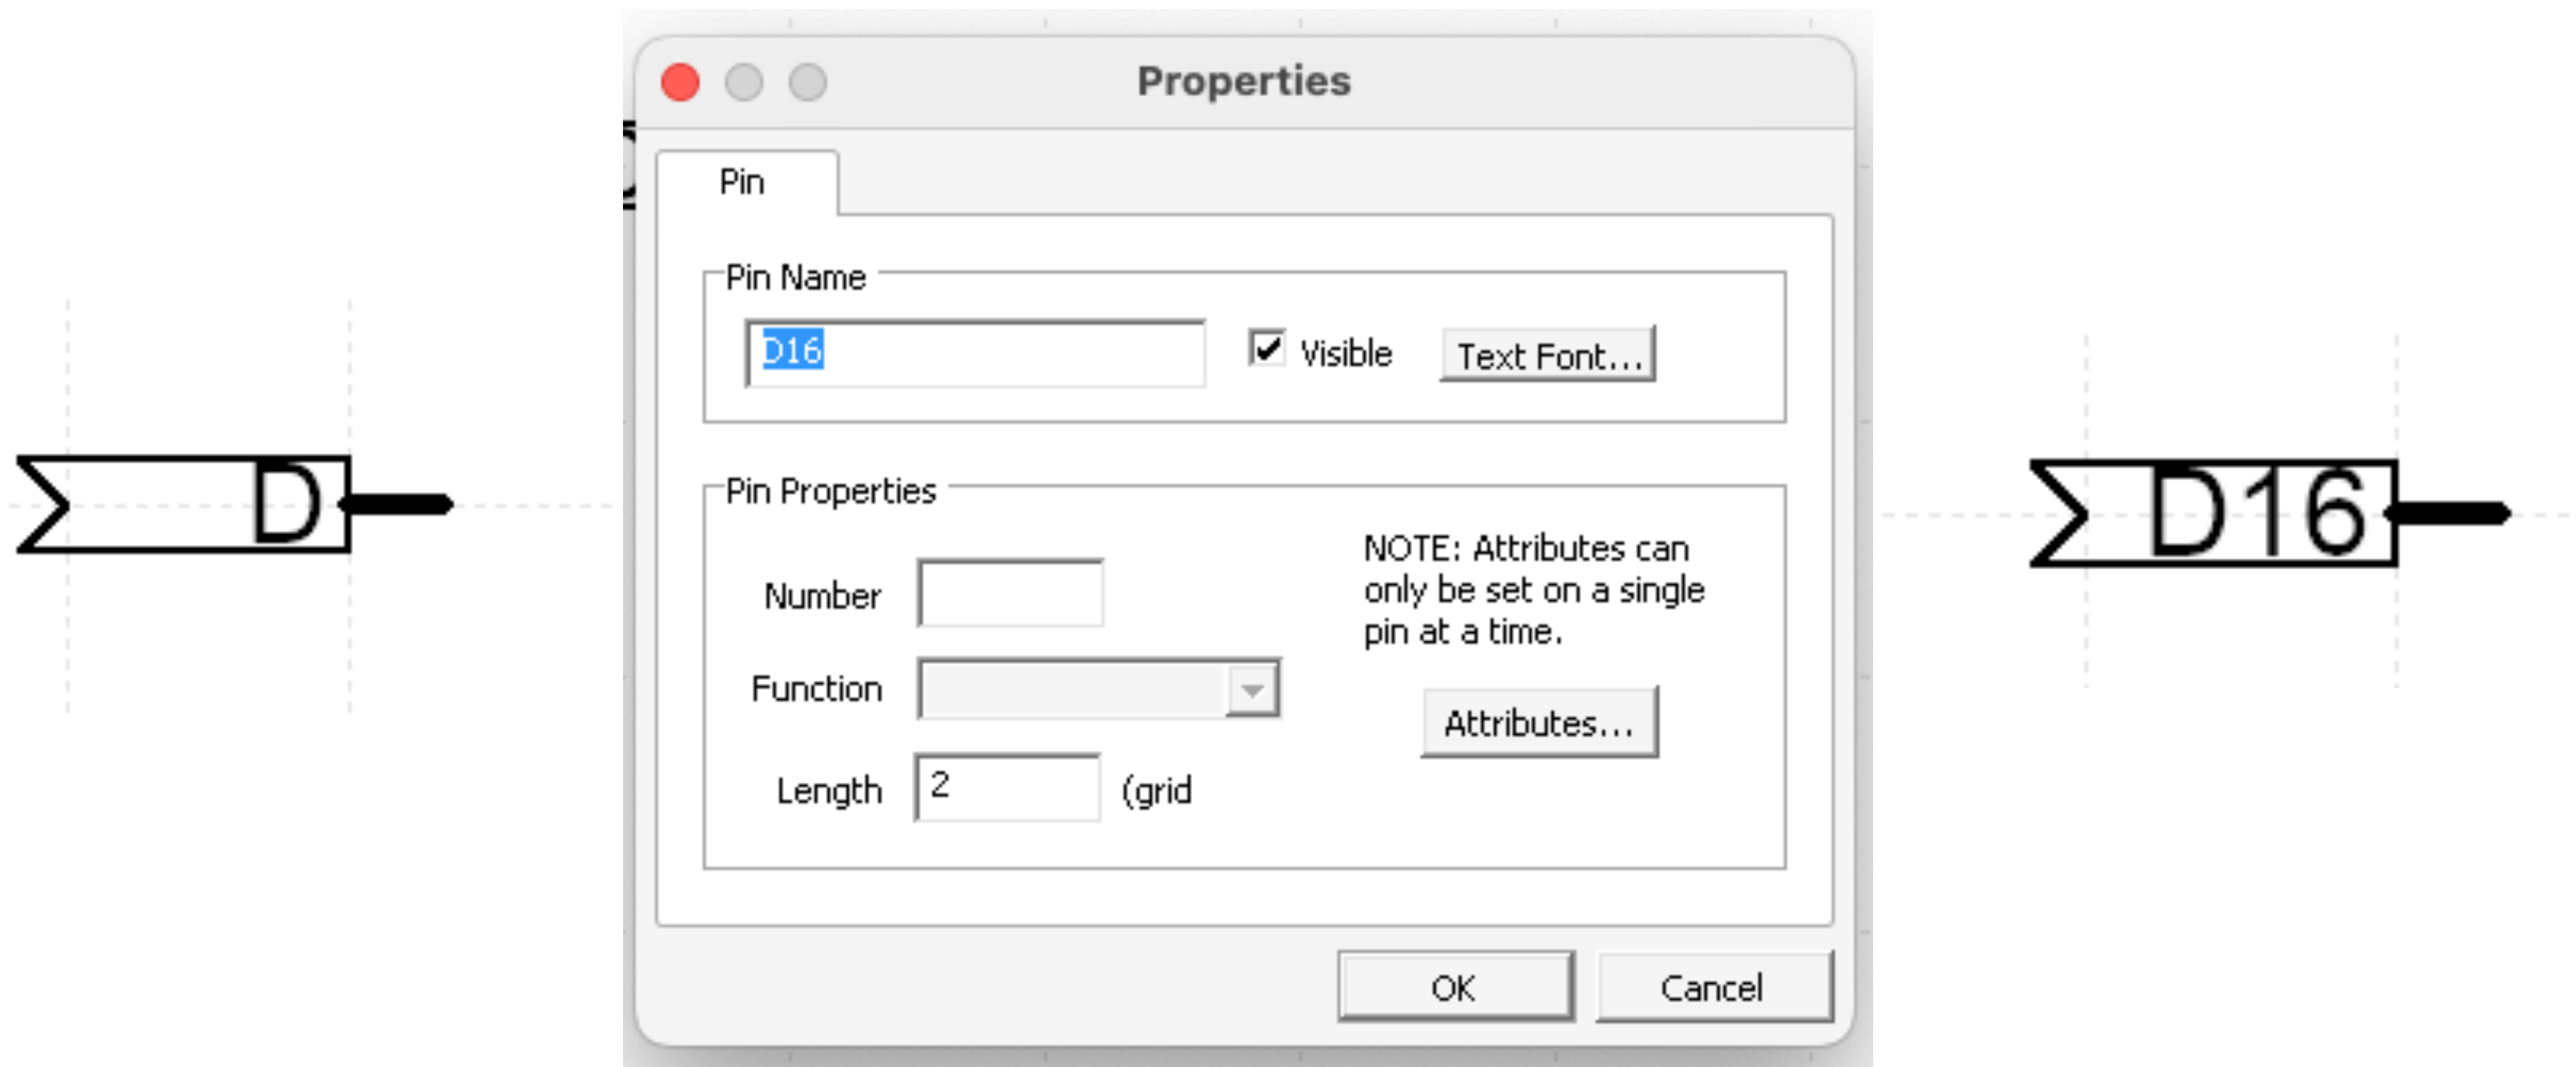 Properties
Pin
Pin Name
D16
Visible
Text Font...
Pin Properties
Number
NOTE: Attributes can
only be set on a single
pin at a time.
Function
Attributes...
Length
2
(grid
OK
Cancel
D
D16